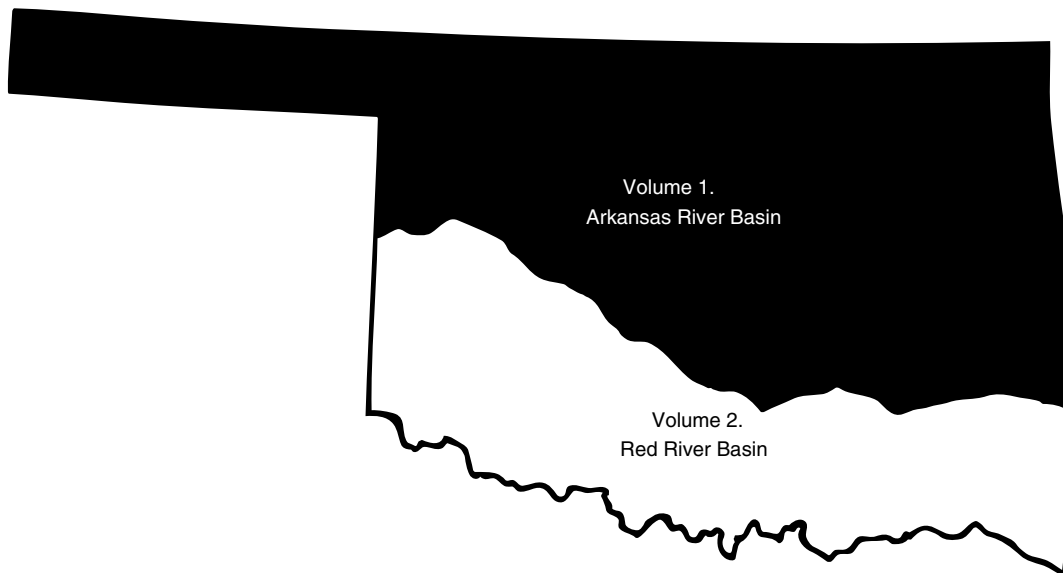 Volume 1.
Arkansas River Basin
Volume 2.
Red River Basin